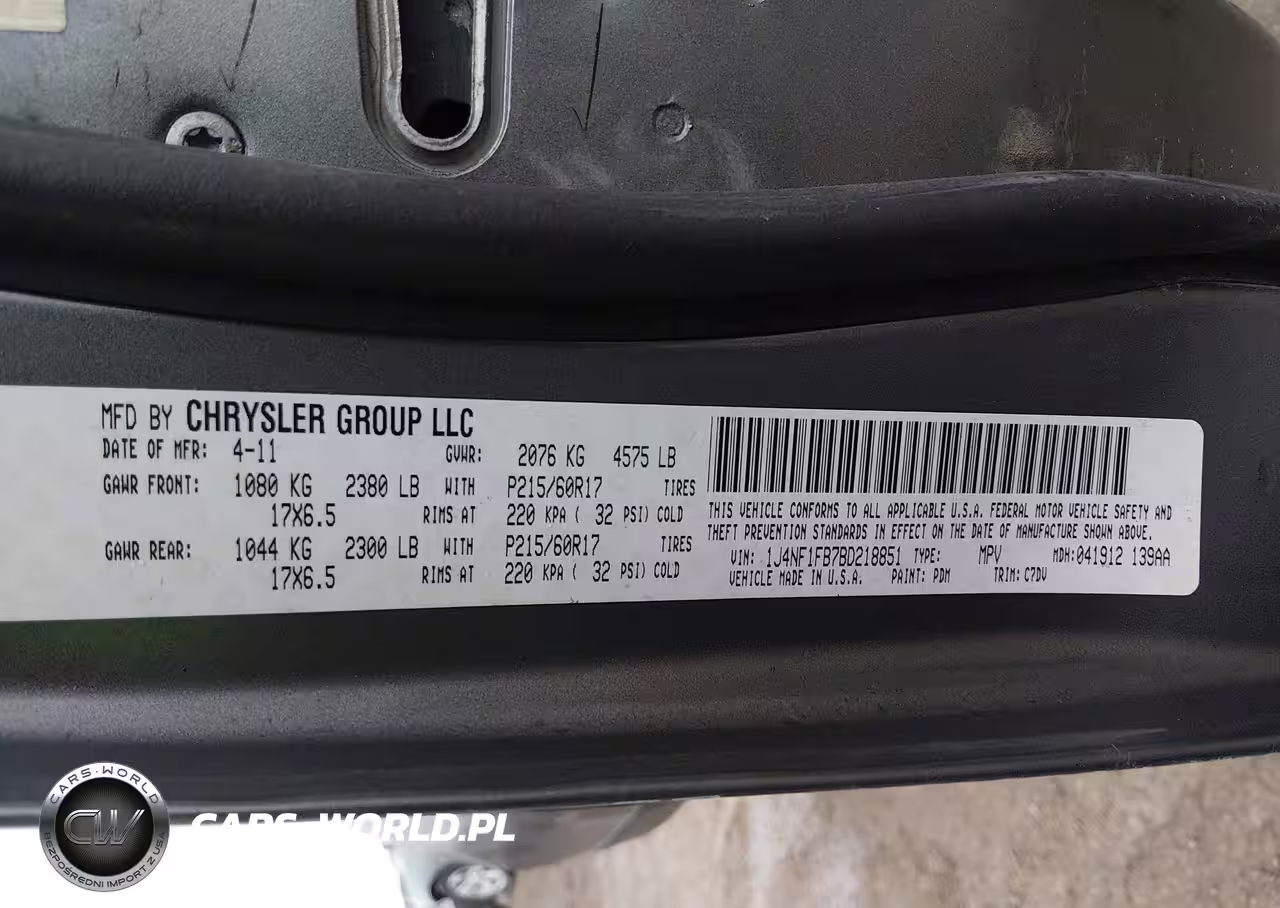 MFD BY CHRYSLER GROUP LLC
DATE OF MFR: 4-11 GVWR: 2076 KG 4575 LB
GAWR FRONT: 1080 KG 2380 LB WITH P215/60R17 TIRES
17X6.5 RIMS AT 220 KPA ( 32 PSI) COLD
GAWR REAR: 1044 KG 2300 LB WITH P215/60R17 TIRES
17X6.5 RIMS AT 220 KPA ( 32 PSI) COLD
THIS VEHICLE CONFORMS TO ALL APPLICABLE U.S.A. FEDERAL MOTOR VEHICLE SAFETY AND
THEFT PREVENTION STANDARDS IN EFFECT ON THE DATE OF MANUFACTURE SHOWN ABOVE.
VIN: 1J4NF1FB7BD218851 TYPE: MPV MDH: 041912 139AA
VEHICLE MADE IN U.S.A. PAINT: PDM TRIM: C7DV
CARS-WORLD
CW
BEZPOŚREDNI IMPORT Z USA
CARS-WORLD.PL